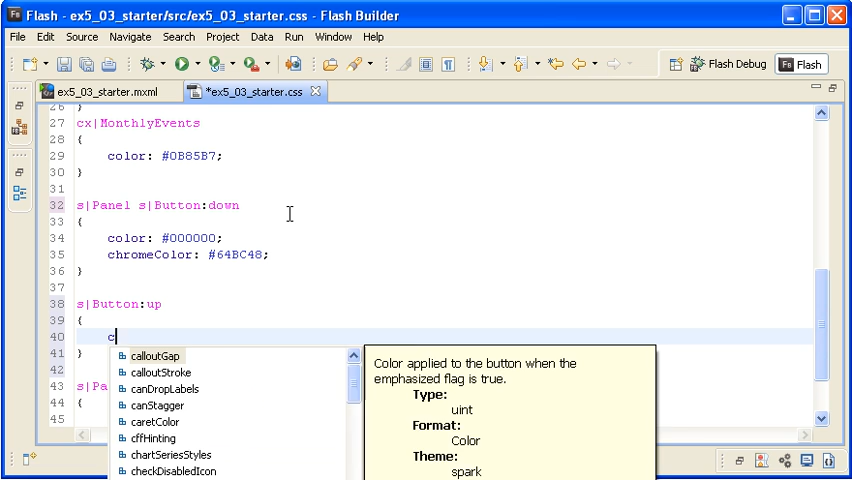 Flash - ex5_03_starter/src/ex5_03_starter.css - Flash Builder
File Edit Source Navigate Search Project Data Run Window Help
Flash Debug Flash
ex5_03_starter.mxml *ex5_03_starter.css
26 }
27 cx|MonthlyEvents
28 {
29 color: #0B85B7;
30 }
31
32 s|Panel s|Button:down
33 {
34 color: #000000;
35 chromeColor: #64BC48;
36 }
37
38 s|Button:up
39 {
40 c
41 }
42
43 s|Pa
44 {
45
calloutGap
calloutStroke
canDropLabels
canStagger
caretColor
cffHinting
chartSeriesStyles
checkDisabledIcon
Color applied to the button when the
emphasized flag is true.
Type:
uint
Format:
Color
Theme:
spark